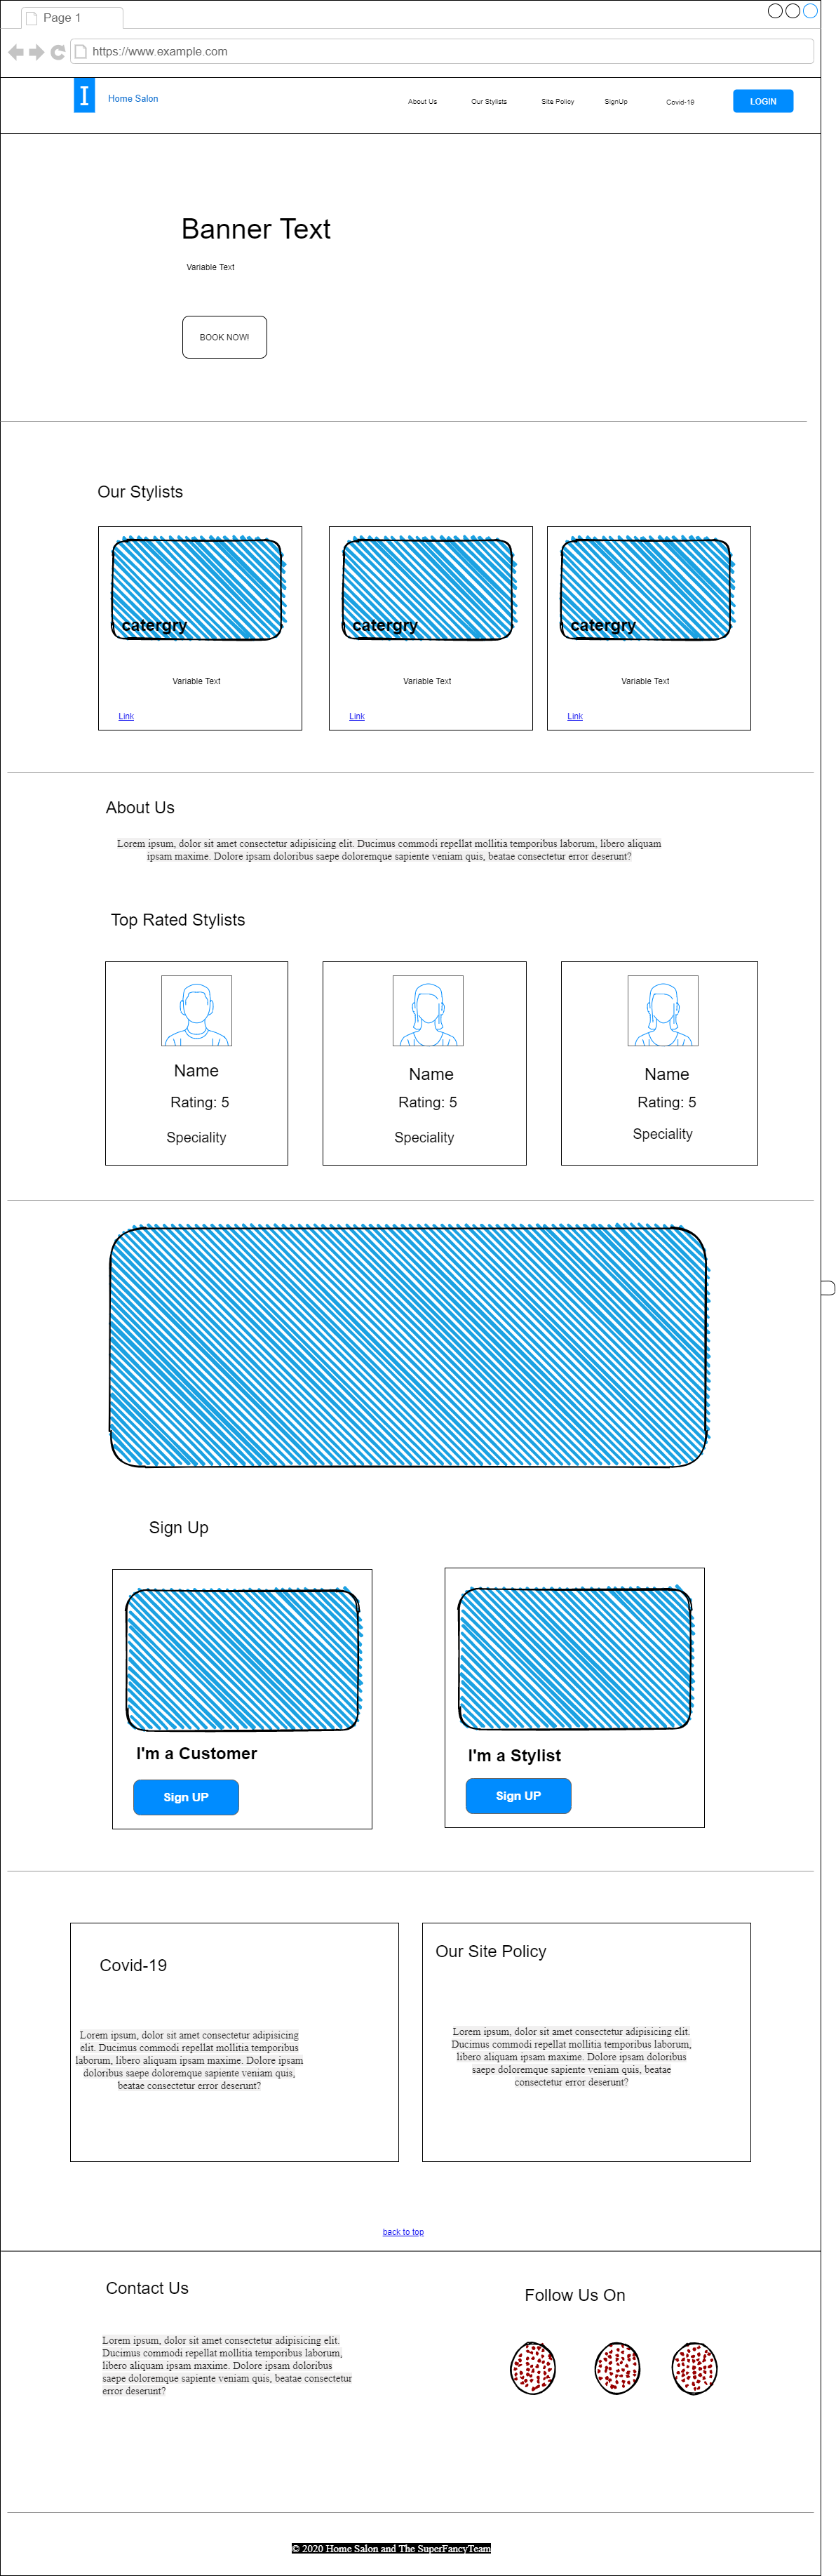 Page 1
https://www.example.com
I
Home Salon
About Us
Our Stylists
Site Policy
SignUp
Covid-19
LOGIN
Banner Text
Variable Text
BOOK NOW!
Our Stylists
catergry
catergry
catergry
Variable Text
Variable Text
Variable Text
Link
Link
Link
About Us
Lorem ipsum, dolor sit amet consectetur adipisicing elit. Ducimus commodi repellat mollitia temporibus laborum, libero aliquam
ipsam maxime. Dolore ipsam doloribus saepe doloremque sapiente veniam quis, beatae consectetur error deserunt?
Top Rated Stylists
Name
Rating: 5
Speciality
Name
Rating: 5
Speciality
Name
Rating: 5
Speciality
Sign Up
I'm a Customer
Sign UP
I'm a Stylist
Sign UP
Covid-19
Lorem ipsum, dolor sit amet consectetur adipisicing
elit. Ducimus commodi repellat mollitia temporibus
laborum, libero aliquam ipsam maxime. Dolore ipsam
doloribus saepe doloremque sapiente veniam quis,
beatae consectetur error deserunt?
Our Site Policy
Lorem ipsum, dolor sit amet consectetur adipisicing elit.
Ducimus commodi repellat mollitia temporibus laborum,
libero aliquam ipsam maxime. Dolore ipsam doloribus
saepe doloremque sapiente veniam quis, beatae
consectetur error deserunt?
back to top
Contact Us
Lorem ipsum, dolor sit amet consectetur adipisicing elit.
Ducimus commodi repellat mollitia temporibus laborum,
libero aliquam ipsam maxime. Dolore ipsam doloribus
saepe doloremque sapiente veniam quis, beatae consectetur
error deserunt?
Follow Us On
© 2020 Home Salon and The SuperFancyTeam